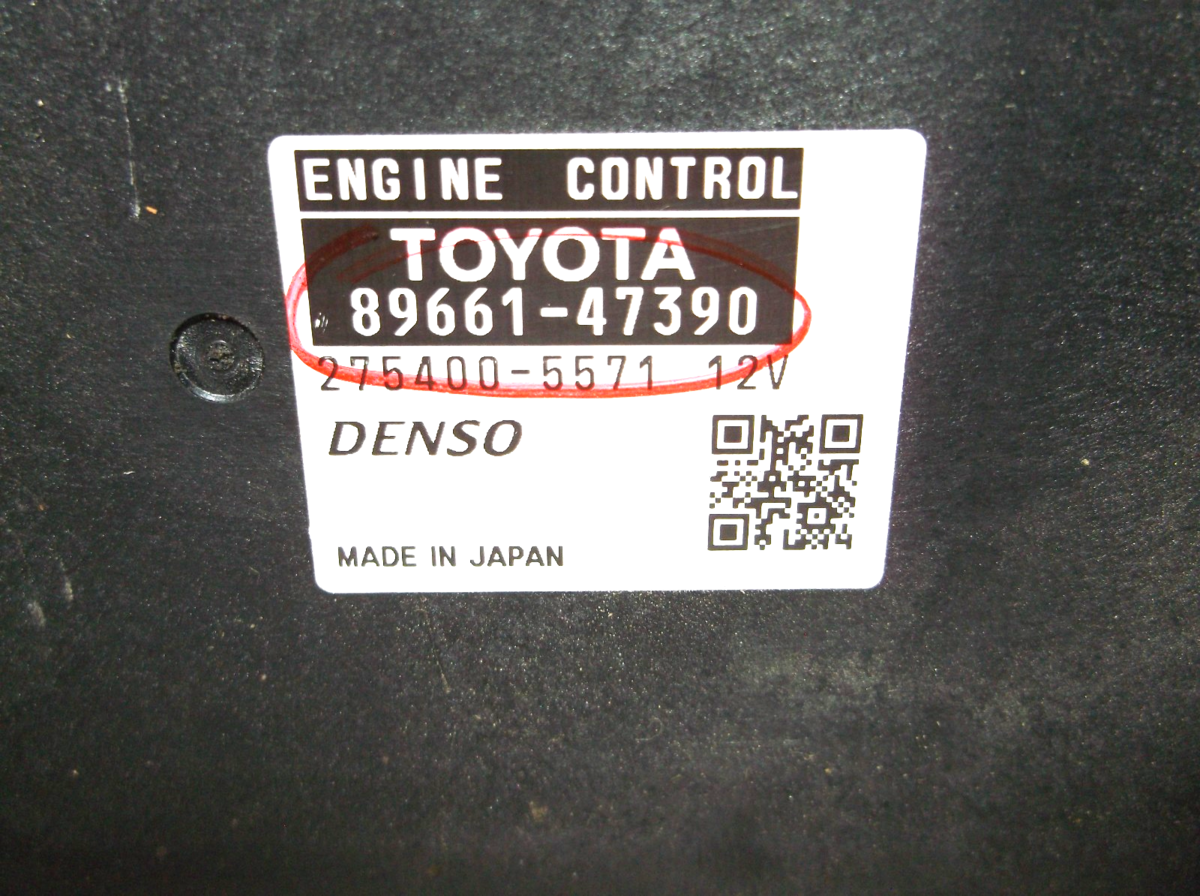 ENGINE CONTROL
TOYOTA
89661-47390
275400-5571 12V
DENSO
MADE IN JAPAN